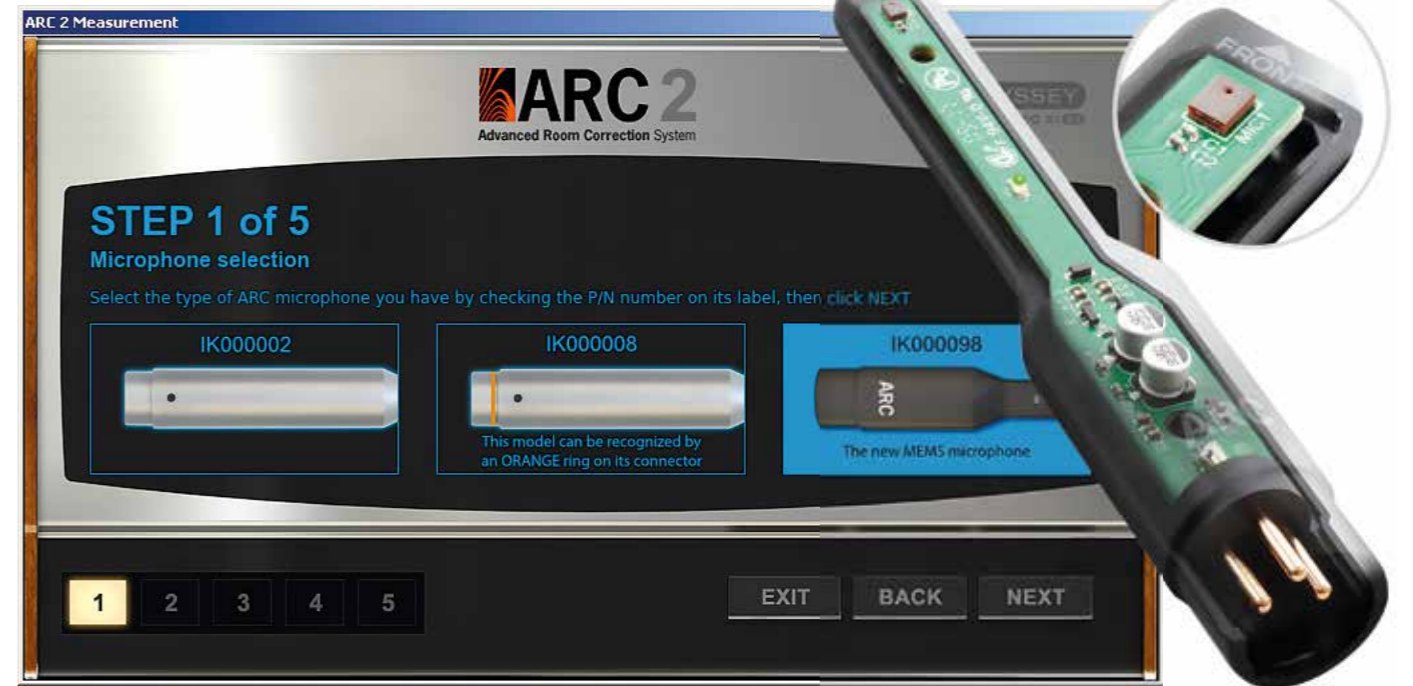 ARC 2 Measurement
ARC 2
Advanced Room Correction System
STEP 1 of 5
Microphone selection
Select the type of ARC microphone you have by checking the P/N number on its label, then click NEXT
IK000002
IK000008
This model can be recognized by
an ORANGE ring on its connector
IK000098
ARC
The new MEMS microphone
1 2 3 4 5
EXIT BACK NEXT
FRONT
MIC1